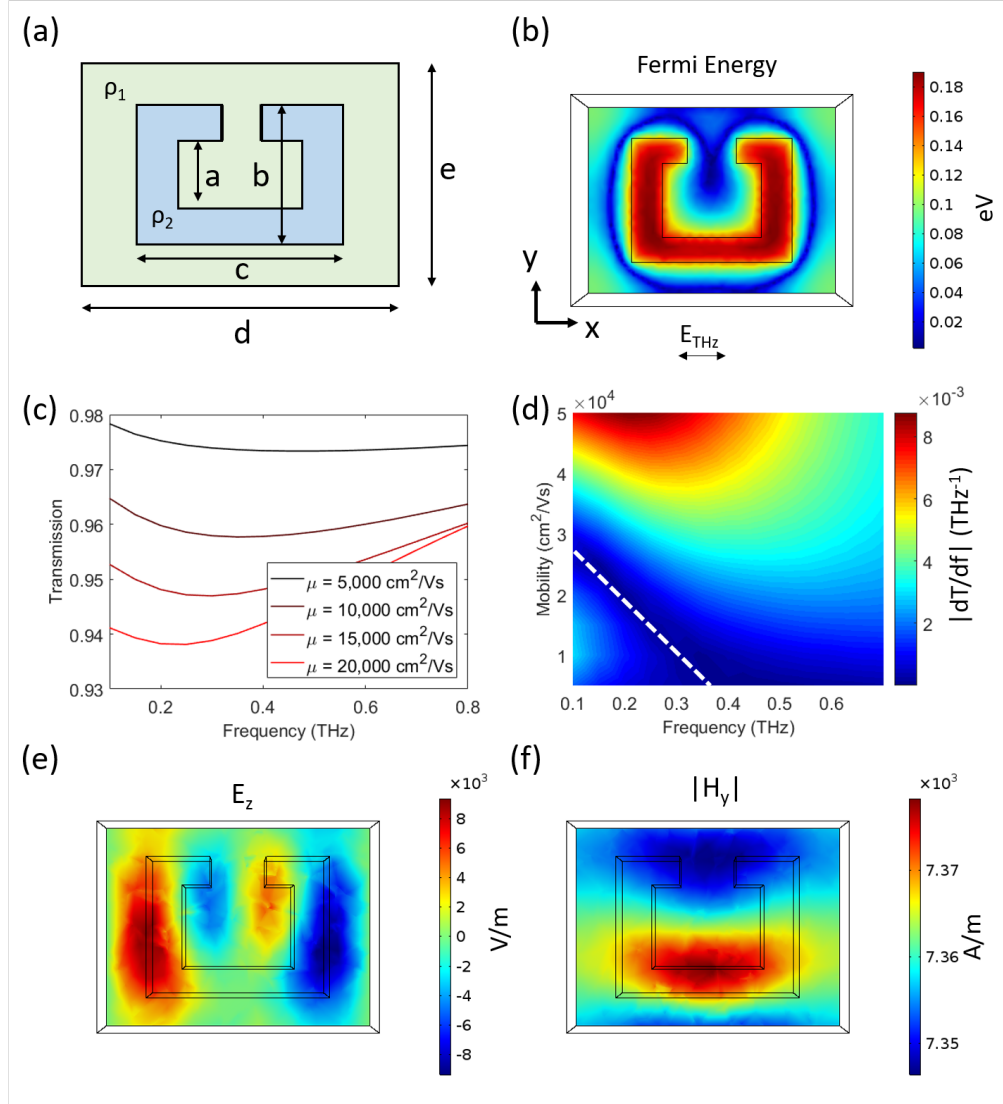 (a)
ρ1
a
b
e
ρ2
c
d
(b)
Fermi Energy
0.18
0.16
0.14
0.12
0.10
0.08
0.06
0.04
0.02
eV
y
x
ETHz
(c)
0.98
0.97
0.96
0.95
0.94
0.93
Transmission
μ = 5,000 cm²/Vs
μ = 10,000 cm²/Vs
μ = 15,000 cm²/Vs
μ = 20,000 cm²/Vs
0.2 0.4 0.6 0.8
Frequency (THz)
(d)
×10⁴
5
4
3
2
1
Mobility (cm²/Vs)
0.1 0.2 0.3 0.4 0.5 0.6
Frequency (THz)
×10⁻³
8
6
4
2
|dT/df| (THz⁻¹)
(e)
Ez
×10³
8
6
4
2
0
-2
-4
-6
-8
V/m
(f)
|Hy|
×10³
7.37
7.36
7.35
A/m